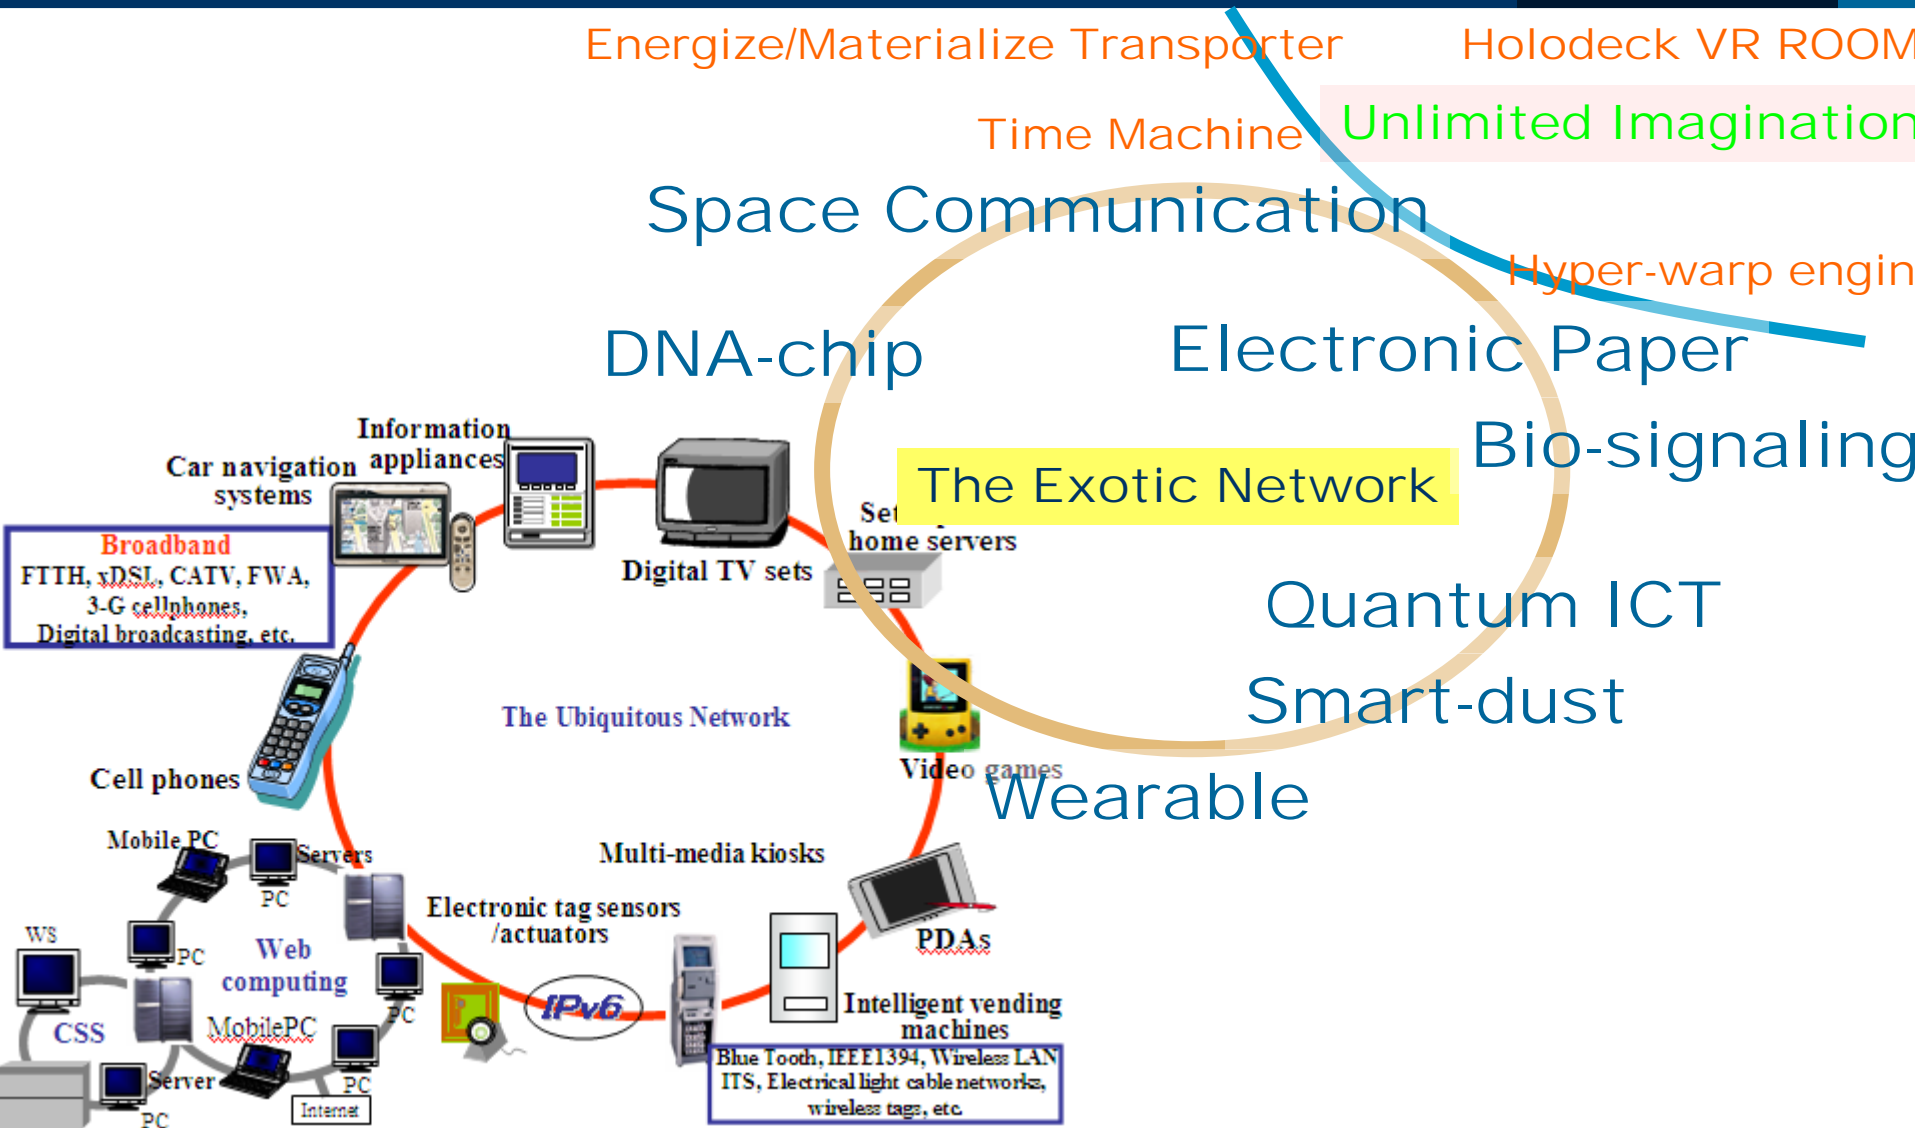 Energize/Materialize Transporter
Holodeck VR ROOM
Time Machine
Unlimited Imagination
Space Communication
Hyper-warp engin
DNA-chip
Electronic Paper
Bio-signaling
The Exotic Network
Quantum ICT
Smart-dust
Wearable
Information
appliances
Car navigation
systems
Broadband
FTTH, xDSL, CATV, FWA,
3-G cellphones,
Digital broadcasting, etc.
Digital TV sets
home servers
The Ubiquitous Network
Cell phones
Video games
Multi-media kiosks
Mobile PC
Servers
PC
Electronic tag sensors
/actuators
PDAs
WS
PC
Web
computing
PC
IPv6
Intelligent vending
machines
CSS
MobilePC
Blue Tooth, IEEE1394, Wireless LAN
ITS, Electrical light cable networks,
wireless tags, etc.
Server
PC
PC
Internet